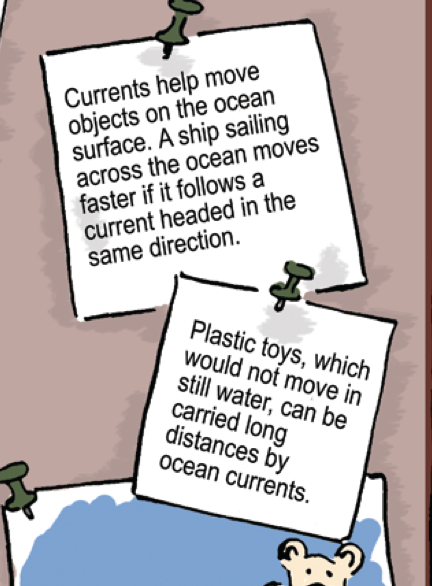 Currents help move
objects on the ocean
surface. A ship sailing
across the ocean moves
faster if it follows a
current headed in the
same direction.
Plastic toys, which
would not move in
still water, can be
carried long
distances by
ocean currents.